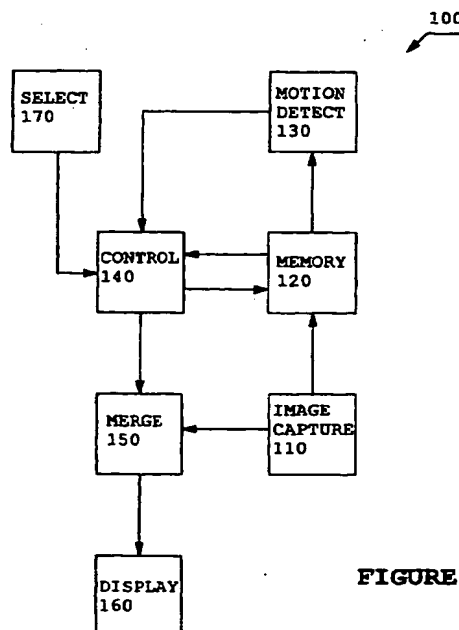 100
SELECT
170
MOTION
DETECT
130
CONTROL
140
MEMORY
120
MERGE
150
IMAGE
CAPTURE
110
DISPLAY
160
FIGURE